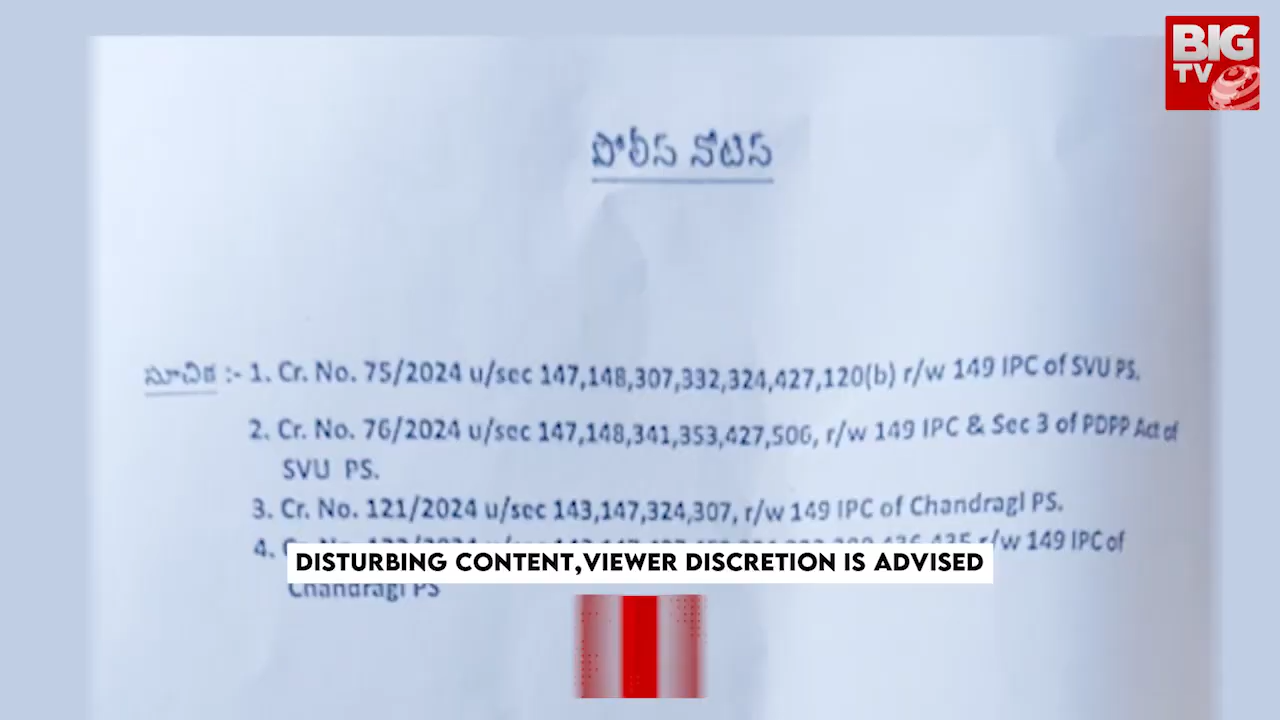 BIG
TV
పోలీస్ నోటీస్
సూచిక :- 1. Cr. No. 75/2024 u/sec 147,148,307,332,324,427,120(b) r/w 149 IPC of SVU PS.
2. Cr. No. 76/2024 u/sec 147,148,341,353,427,506, r/w 149 IPC & Sec 3 of PDPP Act of
SVU PS.
3. Cr. No. 121/2024 u/sec 143,147,324,307, r/w 149 IPC of Chandragl PS.
4. r/w 149 IPC of
DISTURBING CONTENT,VIEWER DISCRETION IS ADVISED
Chandragl PS